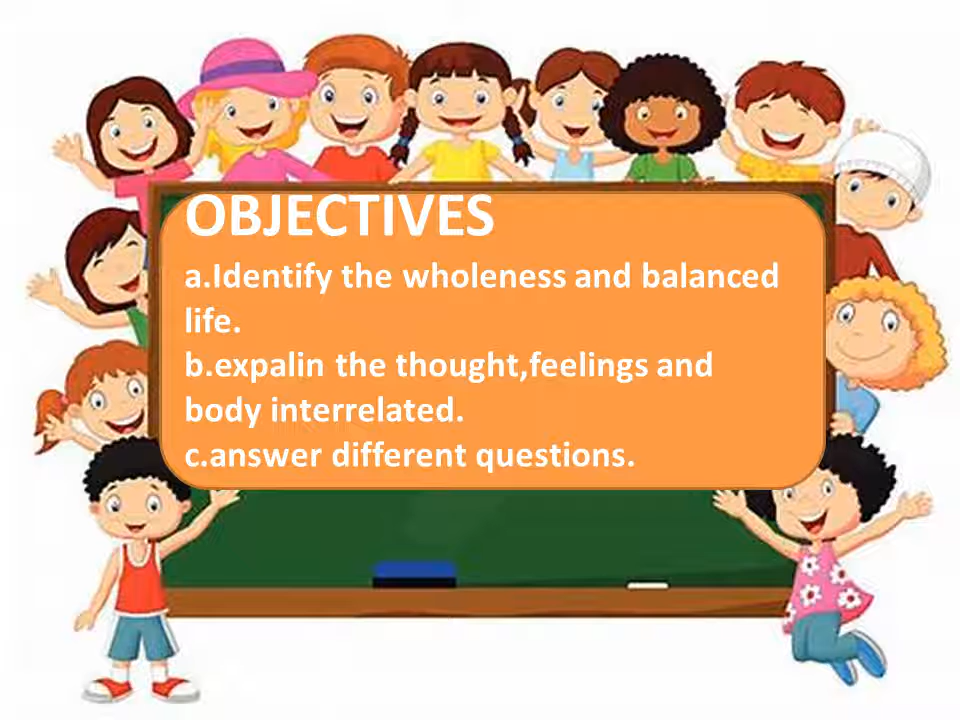 OBJECTIVES
a.Identify the wholeness and balanced
life.
b.expalin the thought,feelings and
body interrelated.
c.answer different questions.